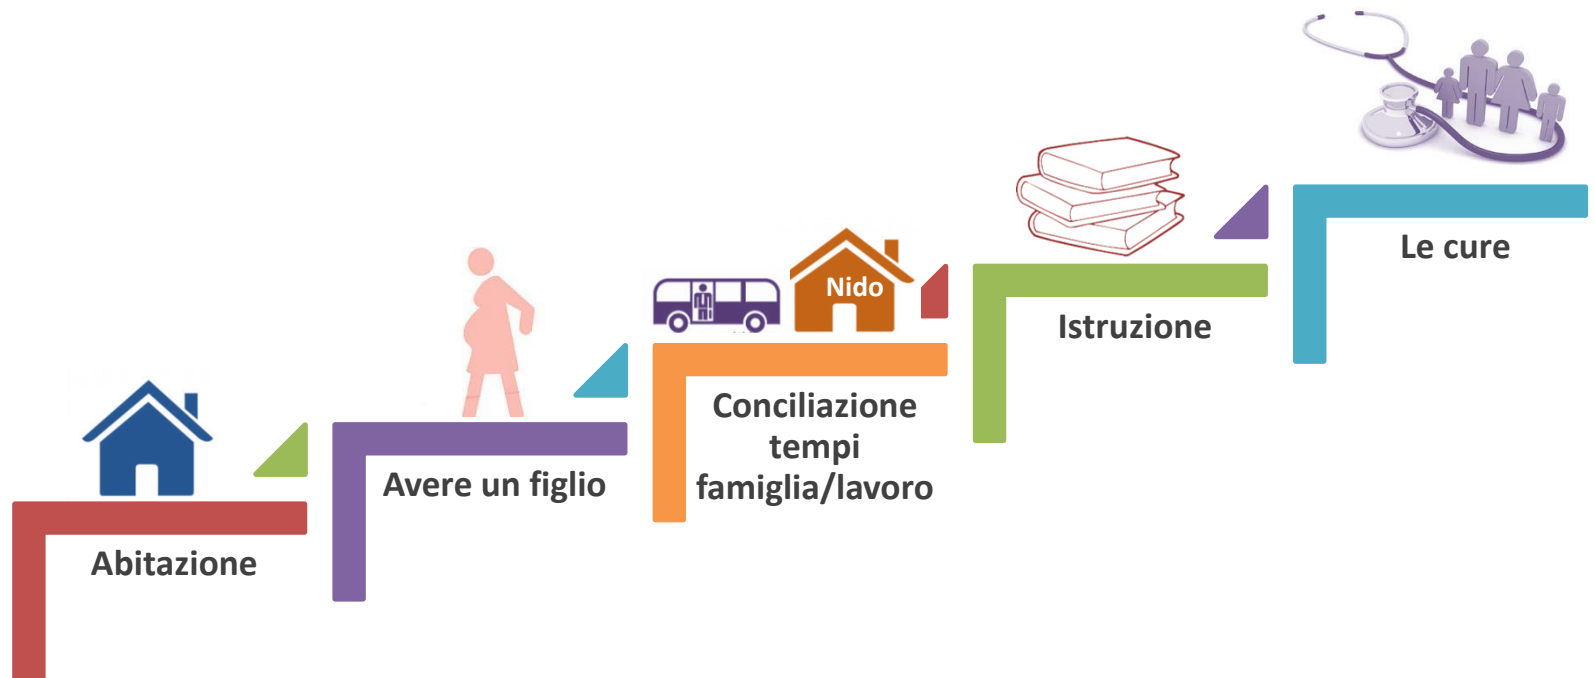 Abitazione
Avere un figlio
Nido
Conciliazione
tempi
famiglia/lavoro
Istruzione
Le cure